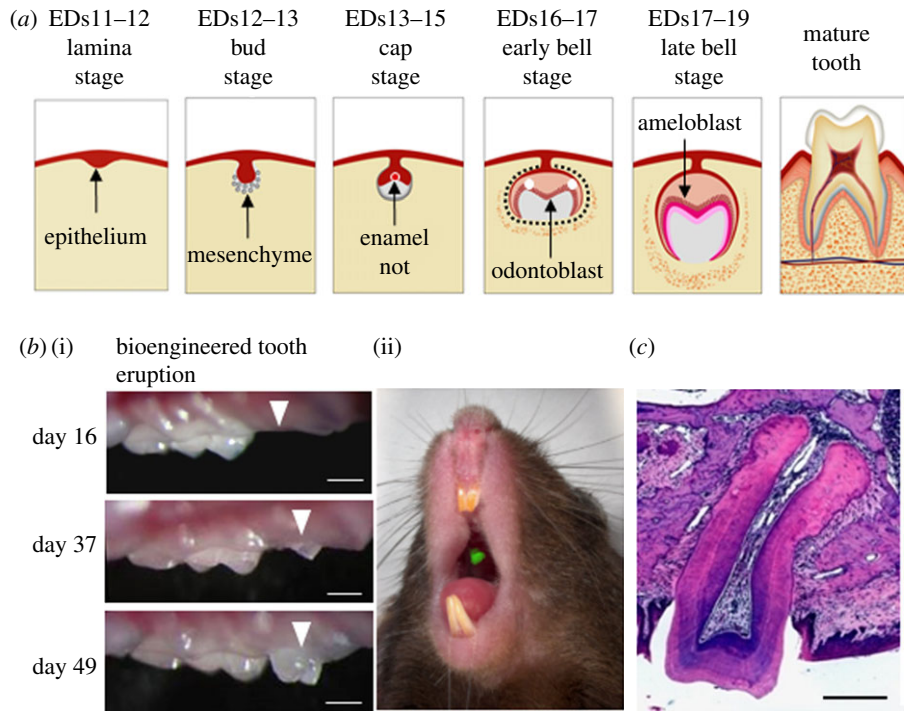 (a) EDs11–12 EDs12–13 EDs13–15 EDs16–17 EDs17–19
lamina bud cap early bell late bell mature
stage stage stage stage stage tooth
ameloblast
epithelium
mesenchyme
enamel
not
odontoblast
(b) (i) bioengineered tooth (ii) (c)
eruption
day 16
day 37
day 49